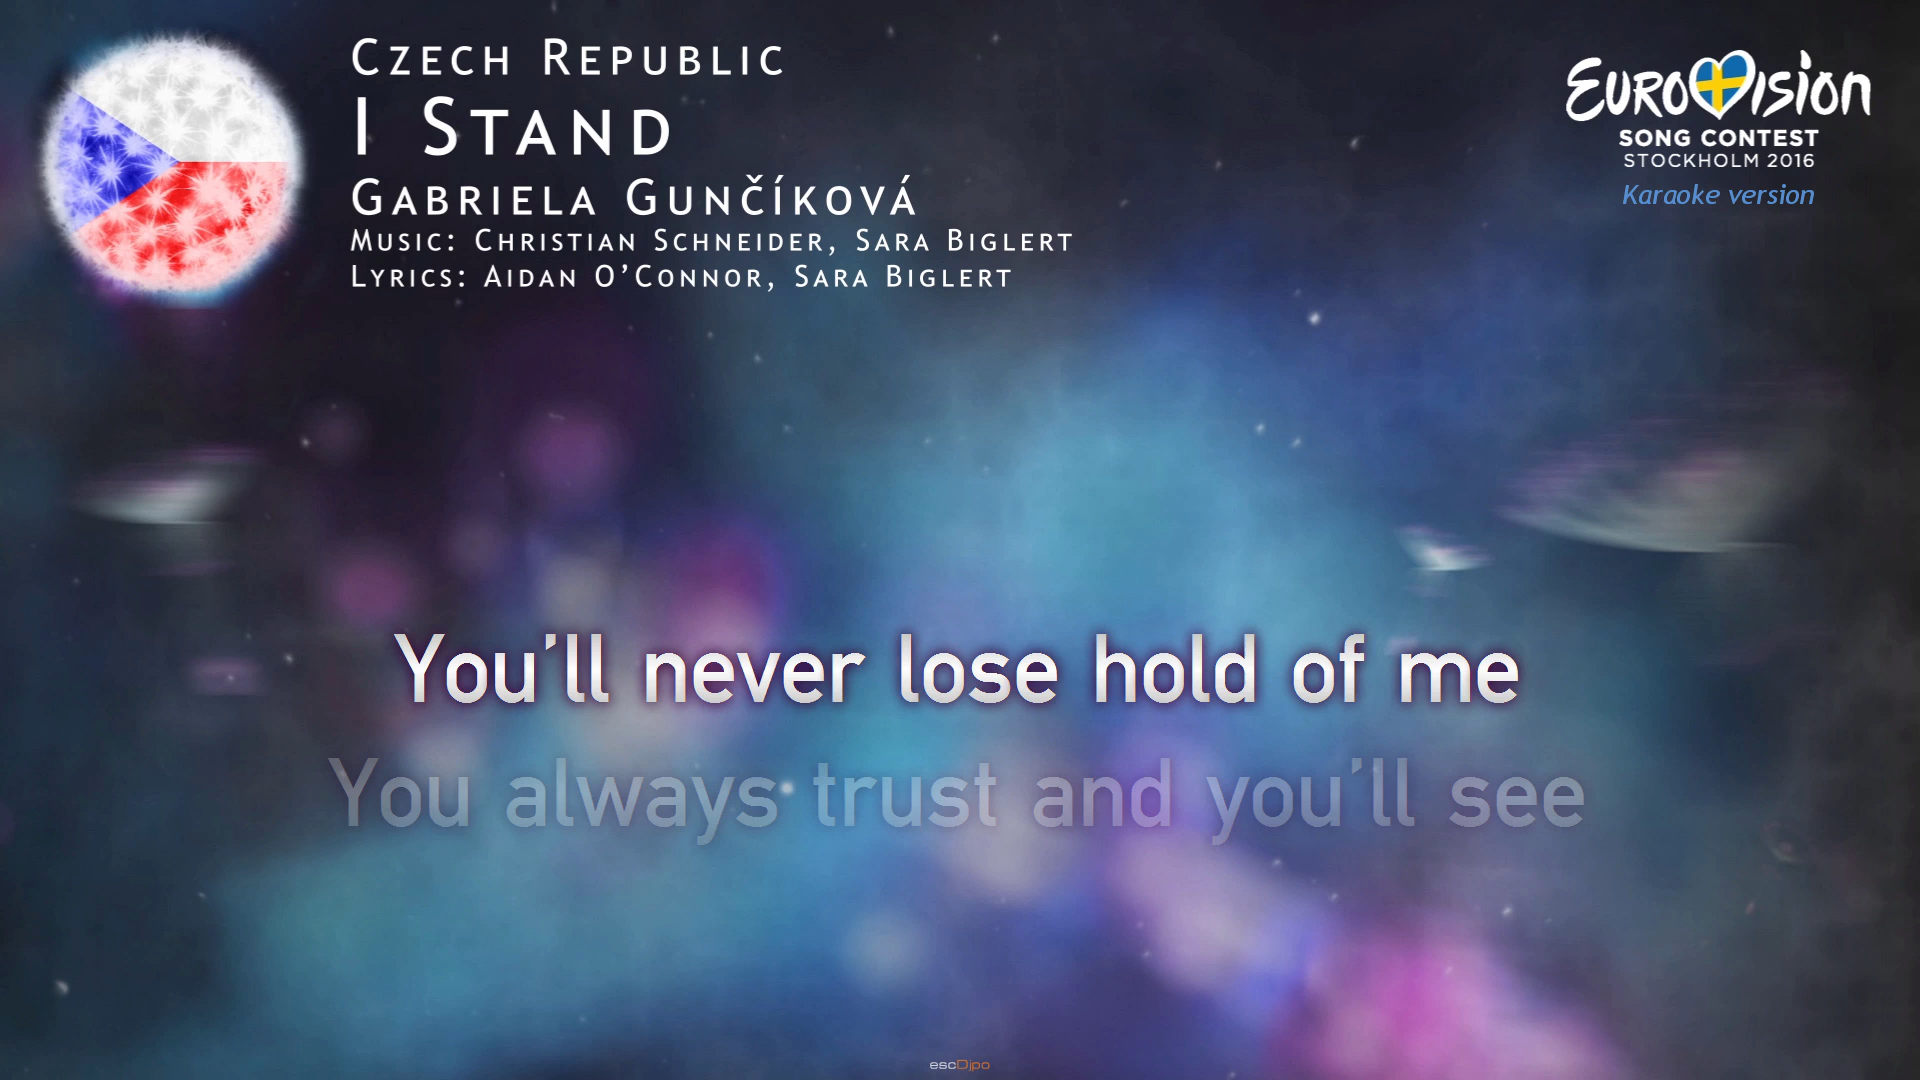 Czech Republic
I Stand
Gabriela Gunčíková
Music: Christian Schneider, Sara Biglert
Lyrics: Aidan O’Connor, Sara Biglert
EUROVISION
SONG CONTEST
STOCKHOLM 2016
Karaoke version
You’ll never lose hold of me
You always trust and you’ll see
escDjpo